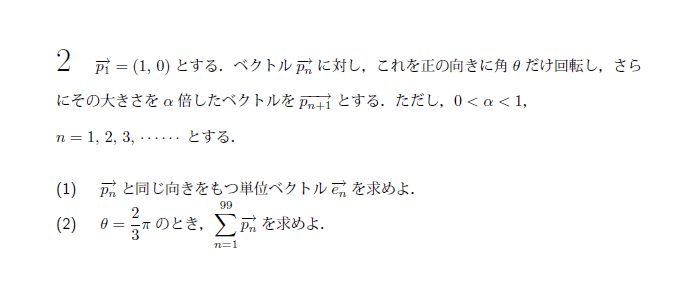 2 $\overrightarrow{p_1} = (1, 0)$ とする．ベクトル $\overrightarrow{p_n}$ に対し，これを正の向きに角 $\theta$ だけ回転し，さら
にその大きさを $\alpha$ 倍したベクトルを $\overrightarrow{p_{n+1}}$ とする．ただし，$0 < \alpha < 1$，
$n = 1, 2, 3, \cdots\cdots$ とする．
(1) $\overrightarrow{p_n}$ と同じ向きをもつ単位ベクトル $\overrightarrow{e_n}$ を求めよ．
(2) $\theta = \frac{2}{3}\pi$ のとき，$\sum_{n=1}^{99} \overrightarrow{p_n}$ を求めよ．